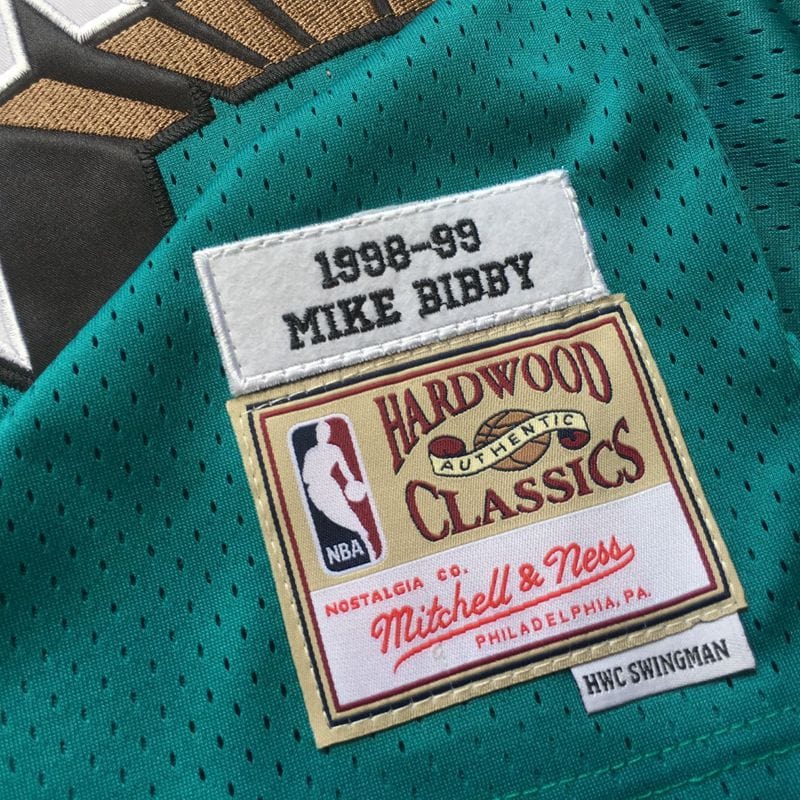 1998-99
MIKE BIBBY
HARDWOOD
AUTHENTIC
CLASSICS
NBA
NOSTALGIA CO.
Mitchell & Ness
PHILADELPHIA, PA.
HWC SWINGMAN